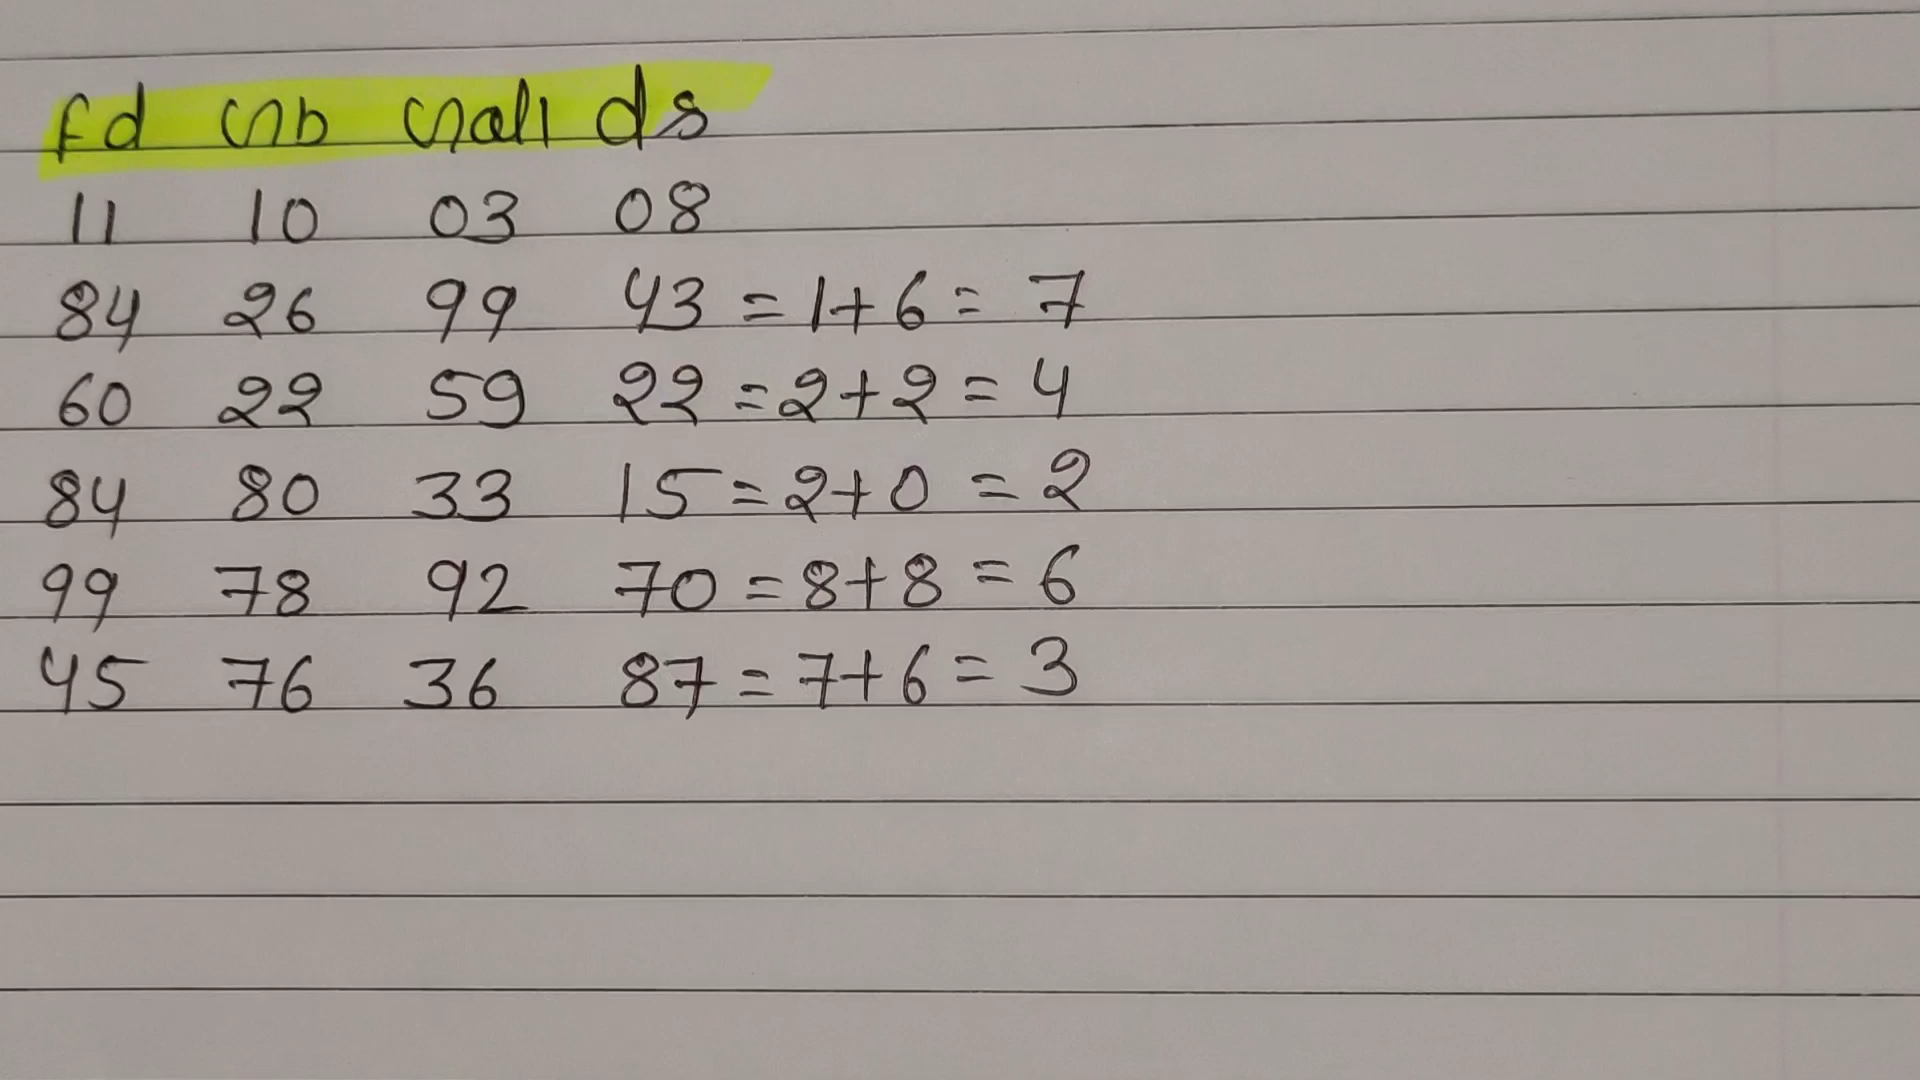 fd gb gali ds
11 10 03 08
84 26 99 43 = 1+6 = 7
60 22 59 22 = 2+2 = 4
84 80 33 15 = 2+0 = 2
99 78 92 70 = 8+8 = 6
45 76 36 87 = 7+6 = 3